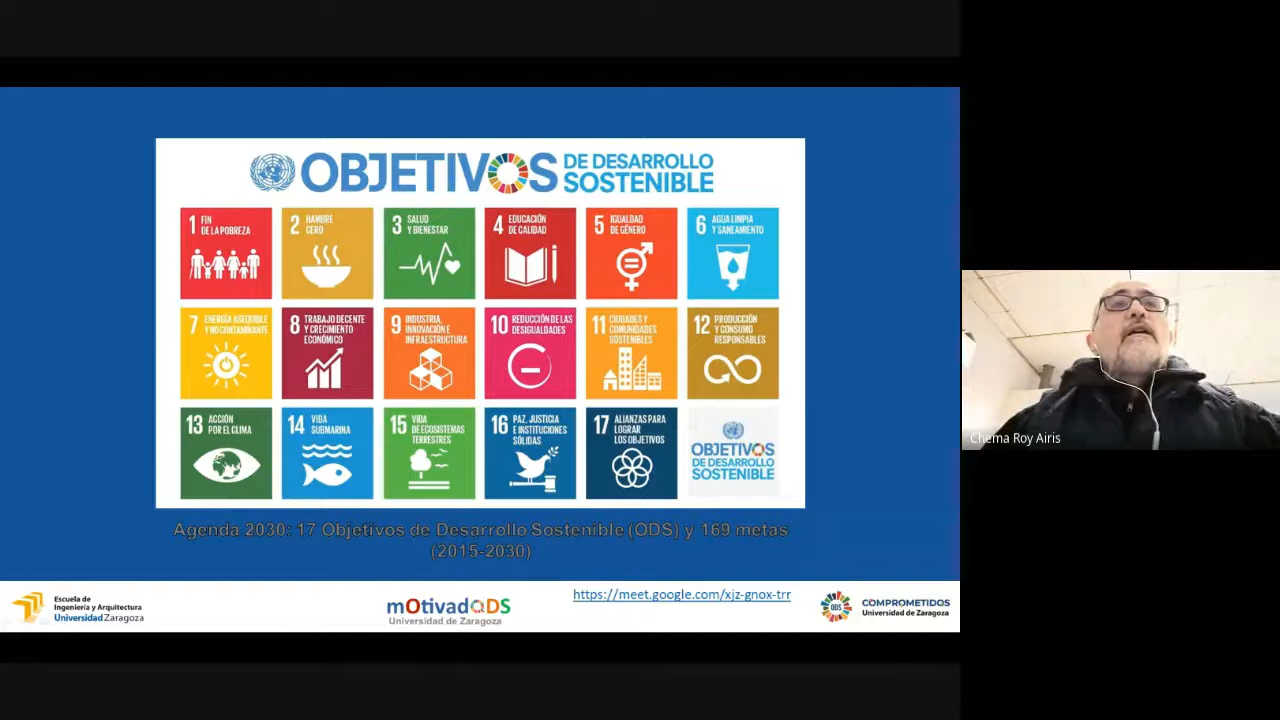 OBJETIVOS
DE DESARROLLO
SOSTENIBLE
1 FIN
DE LA POBREZA
2 HAMBRE
CERO
3 SALUD
Y BIENESTAR
4 EDUCACIÓN
DE CALIDAD
5 IGUALDAD
DE GÉNERO
6 AGUA LIMPIA
Y SANEAMIENTO
7 ENERGÍA ASEQUIBLE
Y NO CONTAMINANTE
8 TRABAJO DECENTE
Y CRECIMIENTO
ECONÓMICO
9 INDUSTRIA,
INNOVACIÓN E
INFRAESTRUCTURA
10 REDUCCIÓN DE LAS
DESIGUALDADES
11 CIUDADES Y
COMUNIDADES
SOSTENIBLES
12 PRODUCCIÓN
Y CONSUMO
RESPONSABLES
13 ACCIÓN
POR EL CLIMA
14 VIDA
SUBMARINA
15 VIDA
DE ECOSISTEMAS
TERRESTRES
16 PAZ, JUSTICIA
E INSTITUCIONES
SÓLIDAS
17 ALIANZAS PARA
LOGRAR
LOS OBJETIVOS
OBJETIVOS
DE DESARROLLO
SOSTENIBLE
Agenda 2030: 17 Objetivos de Desarrollo Sostenible (ODS) y 169 metas
(2015-2030)
Escuela de
Ingeniería y Arquitectura
Universidad Zaragoza
mOtivadODS
Universidad de Zaragoza
https://meet.google.com/xjz-gnox-trr
ODS
COMPROMETIDOS
Universidad de Zaragoza
Chema Roy Airis